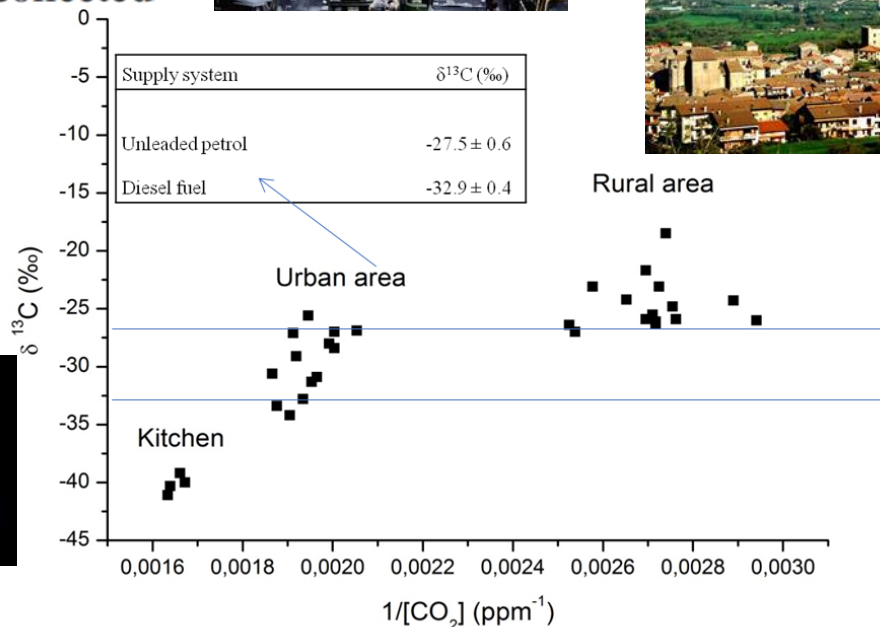 0
-5
-10
-15
-20
-25
-30
-35
-40
-45
Supply system δ¹³C (‰)
Unleaded petrol -27.5 ± 0.6
Diesel fuel -32.9 ± 0.4
Rural area
Urban area
Kitchen
δ ¹³C (‰)
0,0016 0,0018 0,0020 0,0022 0,0024 0,0026 0,0028 0,0030
1/[CO₂] (ppm⁻¹)